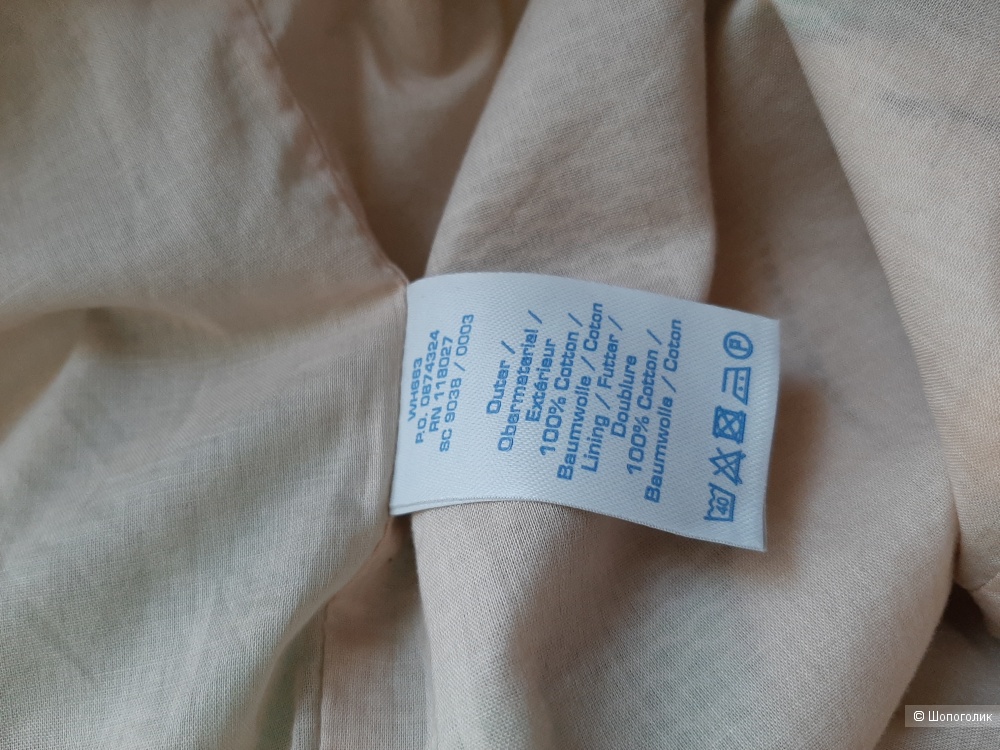 WH663
P.O. 0674324
RN 118027
SC 9038 / 0003
Outer /
Obermaterial /
Extérieur
100% Cotton /
Baumwolle / Coton
Lining / Futter /
Doublure
100% Cotton /
Baumwolle / Coton
40 P
© Шопоголик